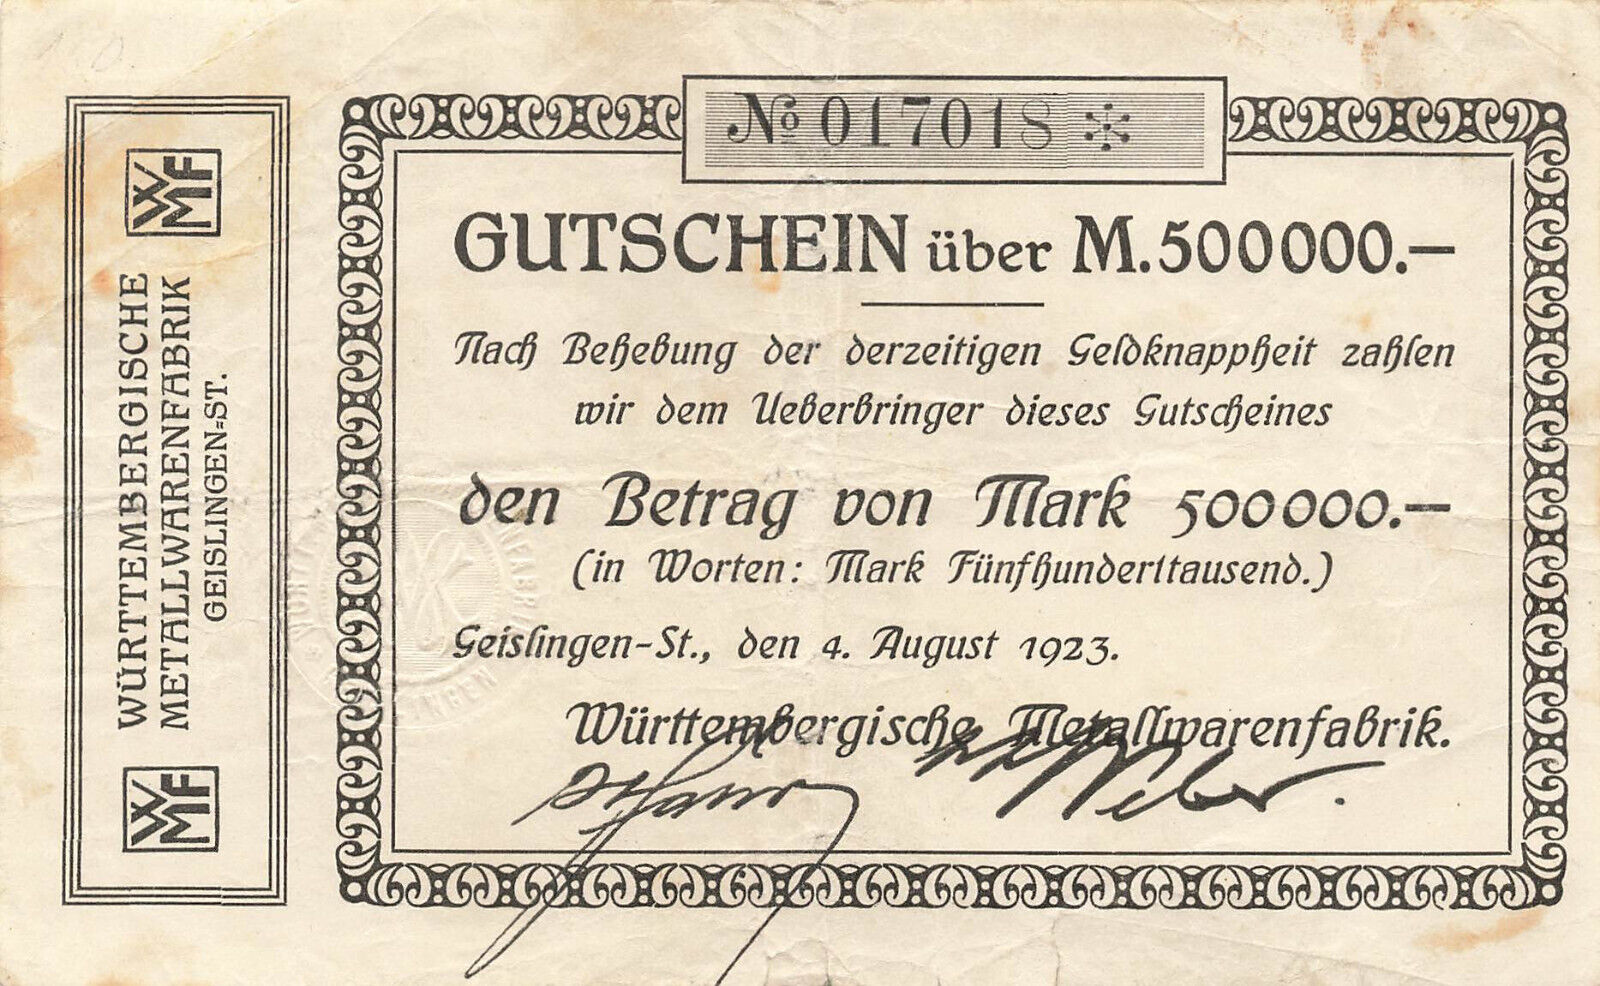 WMF
WÜRTTEMBERGISCHE
METALLWARENFABRIK
GEISLINGEN=ST.
WMF
No 017018 *
GUTSCHEIN über M.500000.—
Nach Behebung der derzeitigen Geldknappheit zahlen
wir dem Ueberbringer dieses Gutscheines
den Betrag von Mark 500000.—
(in Worten: Mark Fünfhunderttausend.)
Geislingen-St., den 4. August 1923.
Württembergische Metallwarenfabrik.